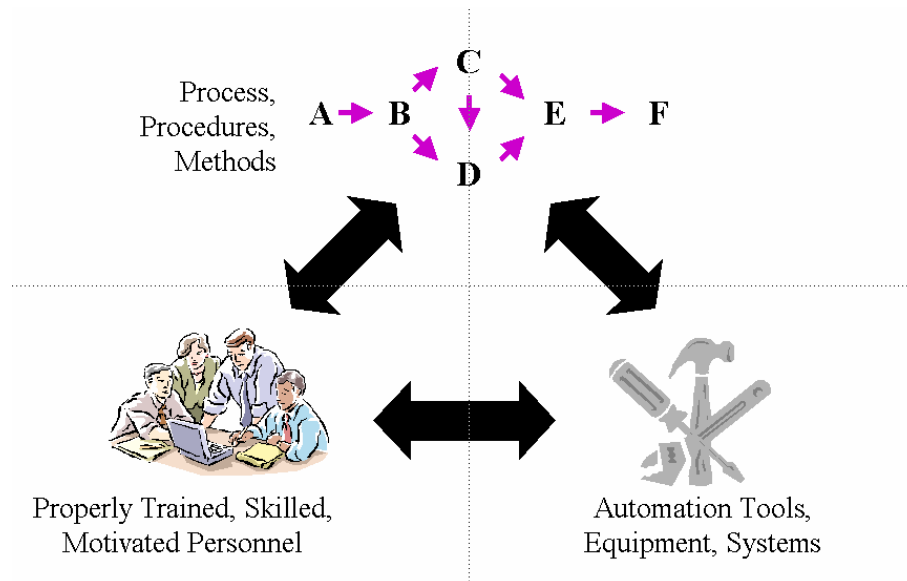 C
Process,
Procedures,
Methods
A B E F
D
Properly Trained, Skilled,
Motivated Personnel
Automation Tools,
Equipment, Systems